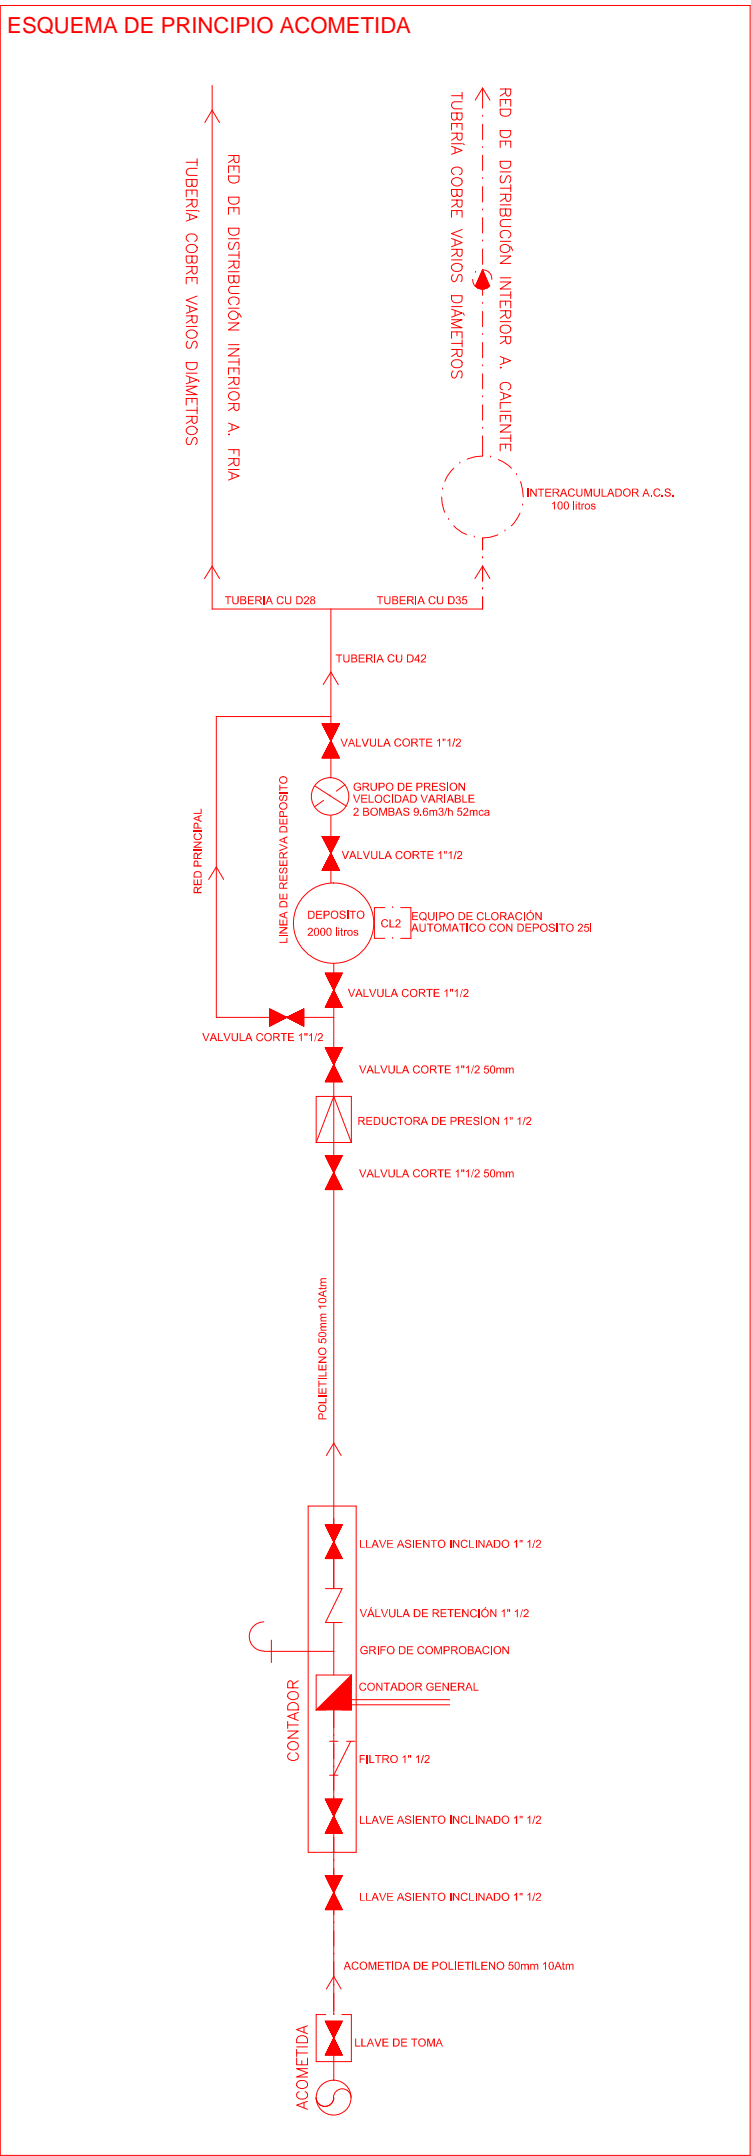 ESQUEMA DE PRINCIPIO ACOMETIDA
RED DE DISTRIBUCIÓN INTERIOR A. FRIA
TUBERÍA COBRE VARIOS DIÁMETROS
RED DE DISTRIBUCIÓN INTERIOR A. CALIENTE
TUBERÍA COBRE VARIOS DIÁMETROS
INTERACUMULADOR A.C.S.
100 litros
TUBERIA CU D28
TUBERIA CU D35
TUBERIA CU D42
VALVULA CORTE 1"1/2
GRUPO DE PRESION
VELOCIDAD VARIABLE
2 BOMBAS 9,6m3/h 52mca
VALVULA CORTE 1"1/2
LINEA DE RESERVA DEPOSITO
RED PRINCIPAL
DEPOSITO
2000 litros
CL2
EQUIPO DE CLORACIÓN
AUTOMATICO CON DEPOSITO 25l
VALVULA CORTE 1"1/2
VALVULA CORTE 1"1/2
VALVULA CORTE 1"1/2 50mm
REDUCTORA DE PRESION 1" 1/2
VALVULA CORTE 1"1/2 50mm
POLIETILENO 50mm 10Atm
LLAVE ASIENTO INCLINADO 1" 1/2
VÁLVULA DE RETENCIÓN 1" 1/2
GRIFO DE COMPROBACION
CONTADOR GENERAL
CONTADOR
FILTRO 1" 1/2
LLAVE ASIENTO INCLINADO 1" 1/2
LLAVE ASIENTO INCLINADO 1" 1/2
ACOMETIDA DE POLIETILENO 50mm 10Atm
LLAVE DE TOMA
ACOMETIDA